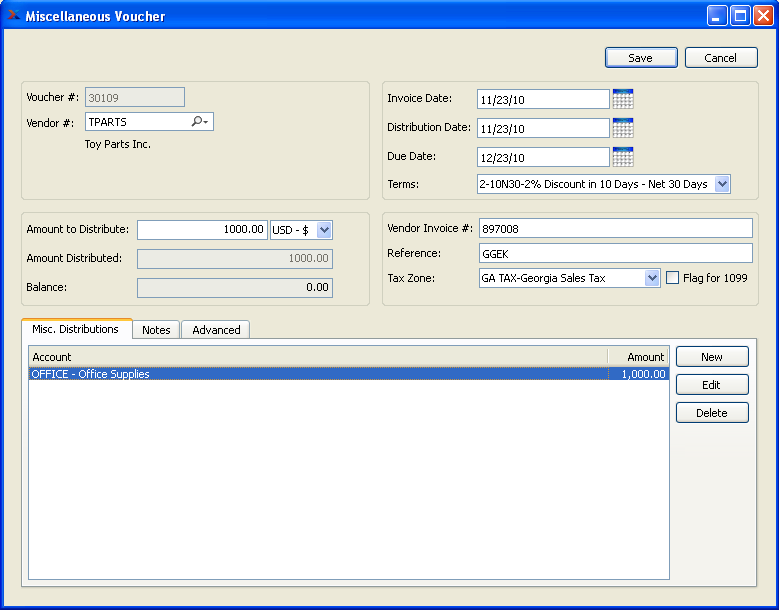 Miscellaneous Voucher
Save Cancel
Voucher #: 30109
Vendor #: TPARTS
Toy Parts Inc.
Invoice Date: 11/23/10
Distribution Date: 11/23/10
Due Date: 12/23/10
Terms: 2-10N30-2% Discount in 10 Days - Net 30 Days
Amount to Distribute: 1000.00 USD - $
Amount Distributed: 1000.00
Balance: 0.00
Vendor Invoice #: 897008
Reference: GGEK
Tax Zone: GA TAX-Georgia Sales Tax Flag for 1099
Misc. Distributions Notes Advanced
Account Amount
OFFICE - Office Supplies 1,000.00
New
Edit
Delete